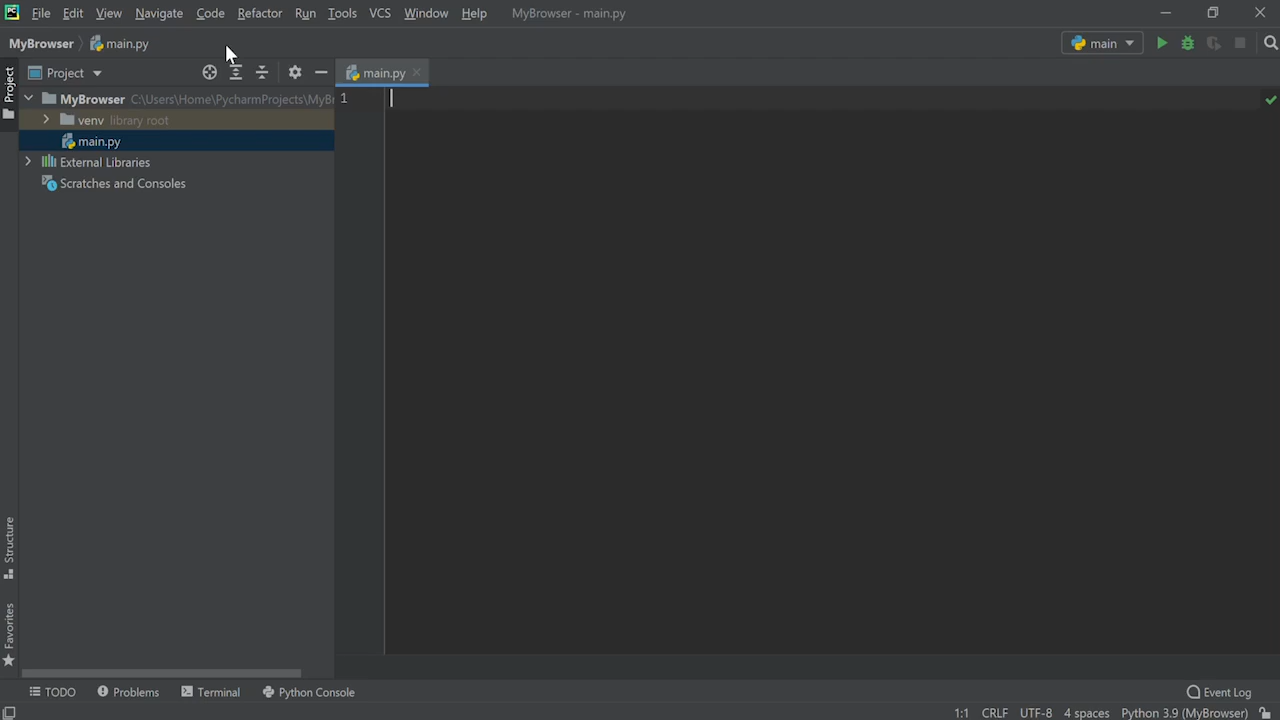 PC File Edit View Navigate Code Refactor Run Tools VCS Window Help MyBrowser - main.py
MyBrowser main.py main
Project Project main.py
MyBrowser C:\Users\Home\PycharmProjects\MyBr 1
venv library root
main.py
External Libraries
Scratches and Consoles
Structure
Favorites
TODO Problems Terminal Python Console Event Log
1:1 CRLF UTF-8 4 spaces Python 3.9 (MyBrowser)